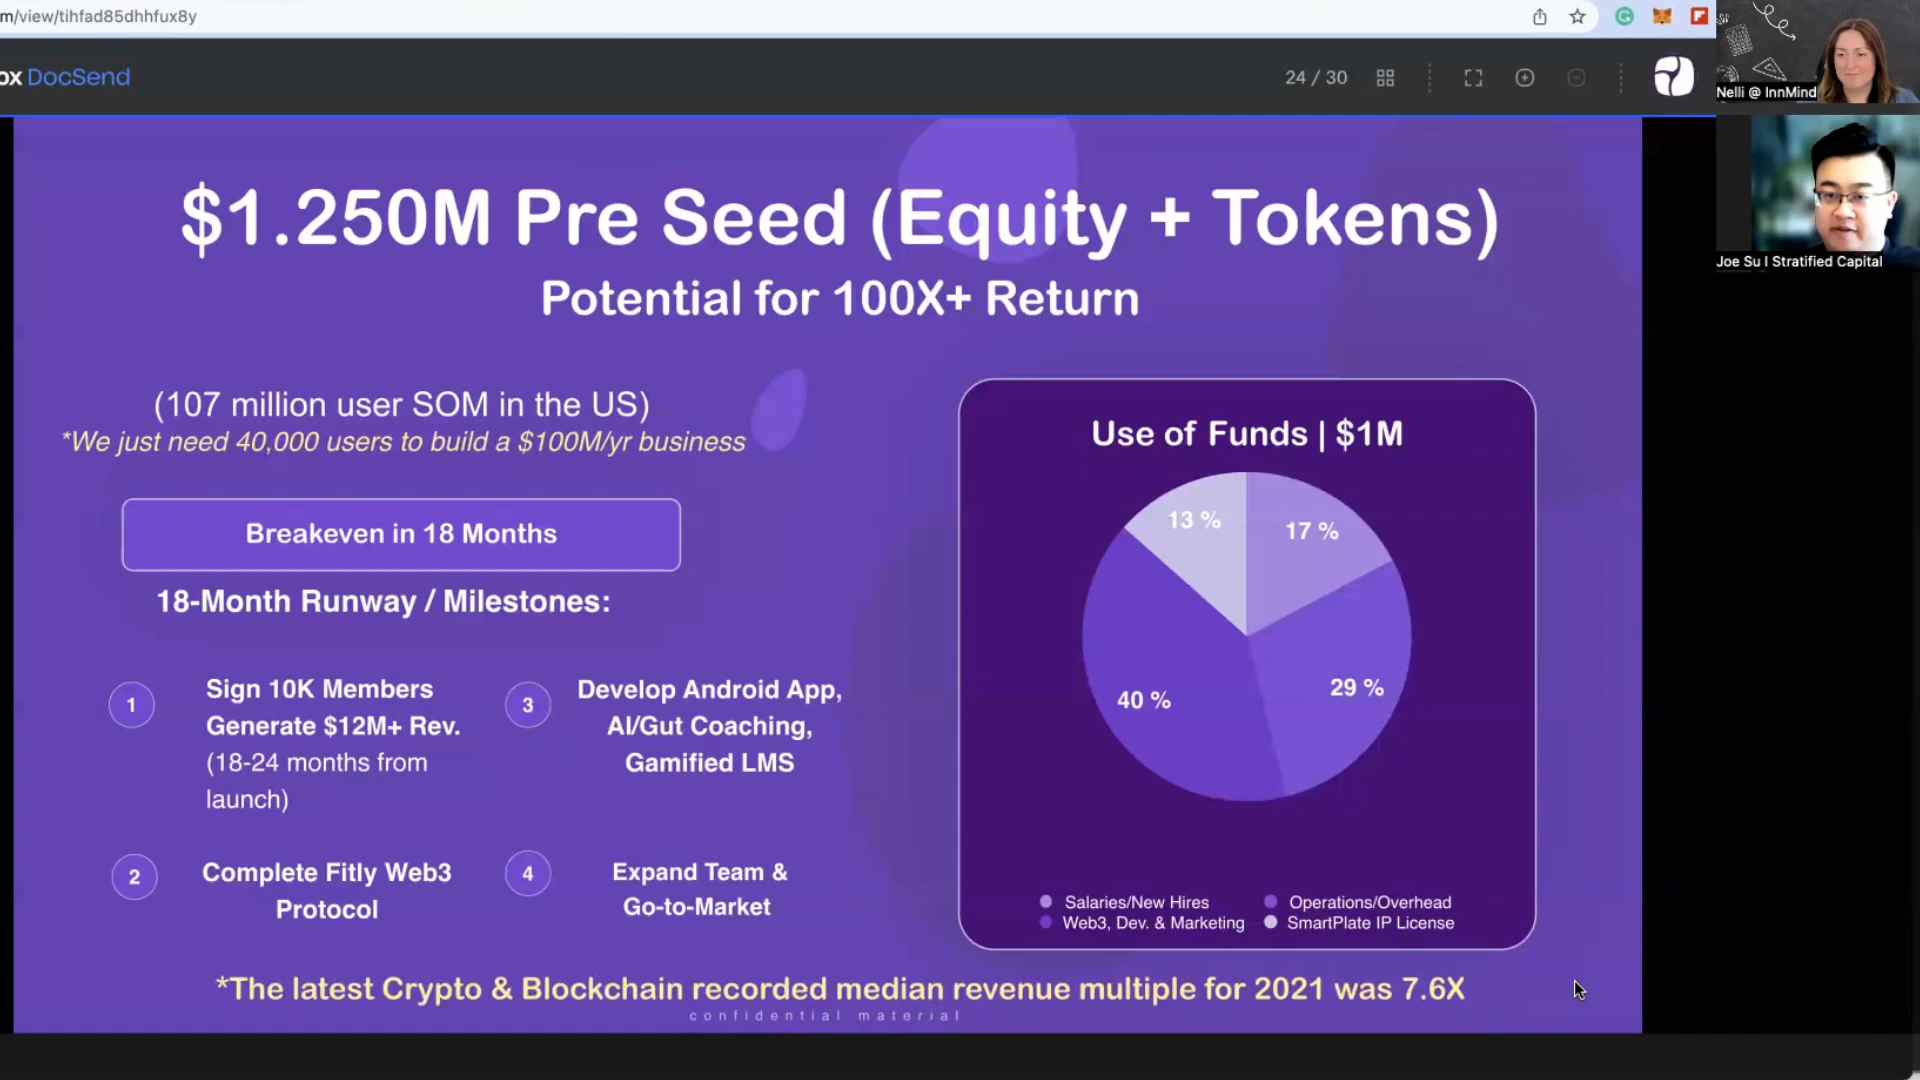 m/view/tihfad85dhhfux8y
ox DocSend
24 / 30
Nelli @ InnMind
Joe Su I Stratified Capital
$1.250M Pre Seed (Equity + Tokens)
Potential for 100X+ Return
(107 million user SOM in the US)
*We just need 40,000 users to build a $100M/yr business
Breakeven in 18 Months
18-Month Runway / Milestones:
1
Sign 10K Members
Generate $12M+ Rev.
(18-24 months from
launch)
2
Complete Fitly Web3
Protocol
3
Develop Android App,
AI/Gut Coaching,
Gamified LMS
4
Expand Team &
Go-to-Market
Use of Funds | $1M
13 %
17 %
40 %
29 %
Salaries/New Hires
Operations/Overhead
Web3, Dev. & Marketing
SmartPlate IP License
*The latest Crypto & Blockchain recorded median revenue multiple for 2021 was 7.6X
confidential material